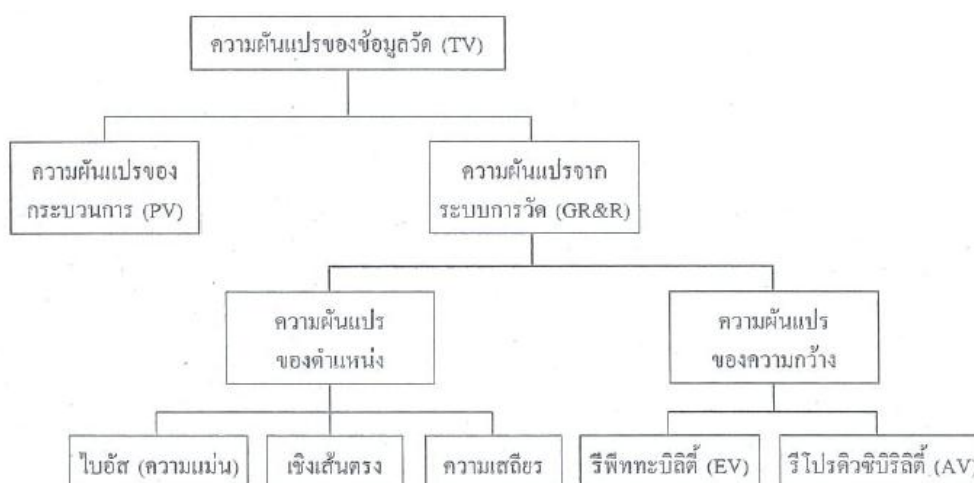 ความผันแปรของข้อมูลวัด (TV)
ความผันแปรของ
กระบวนการ (PV)
ความผันแปรจาก
ระบบการวัด (GR&R)
ความผันแปร
ของตำแหน่ง
ความผันแปร
ของความกว้าง
ไบอัส (ความแม่น)
เชิงเส้นตรง
ความเสถียร
รีพีททะบิลิตี้ (EV)
รีโปรดิวซิบิริลิตี้ (AV)